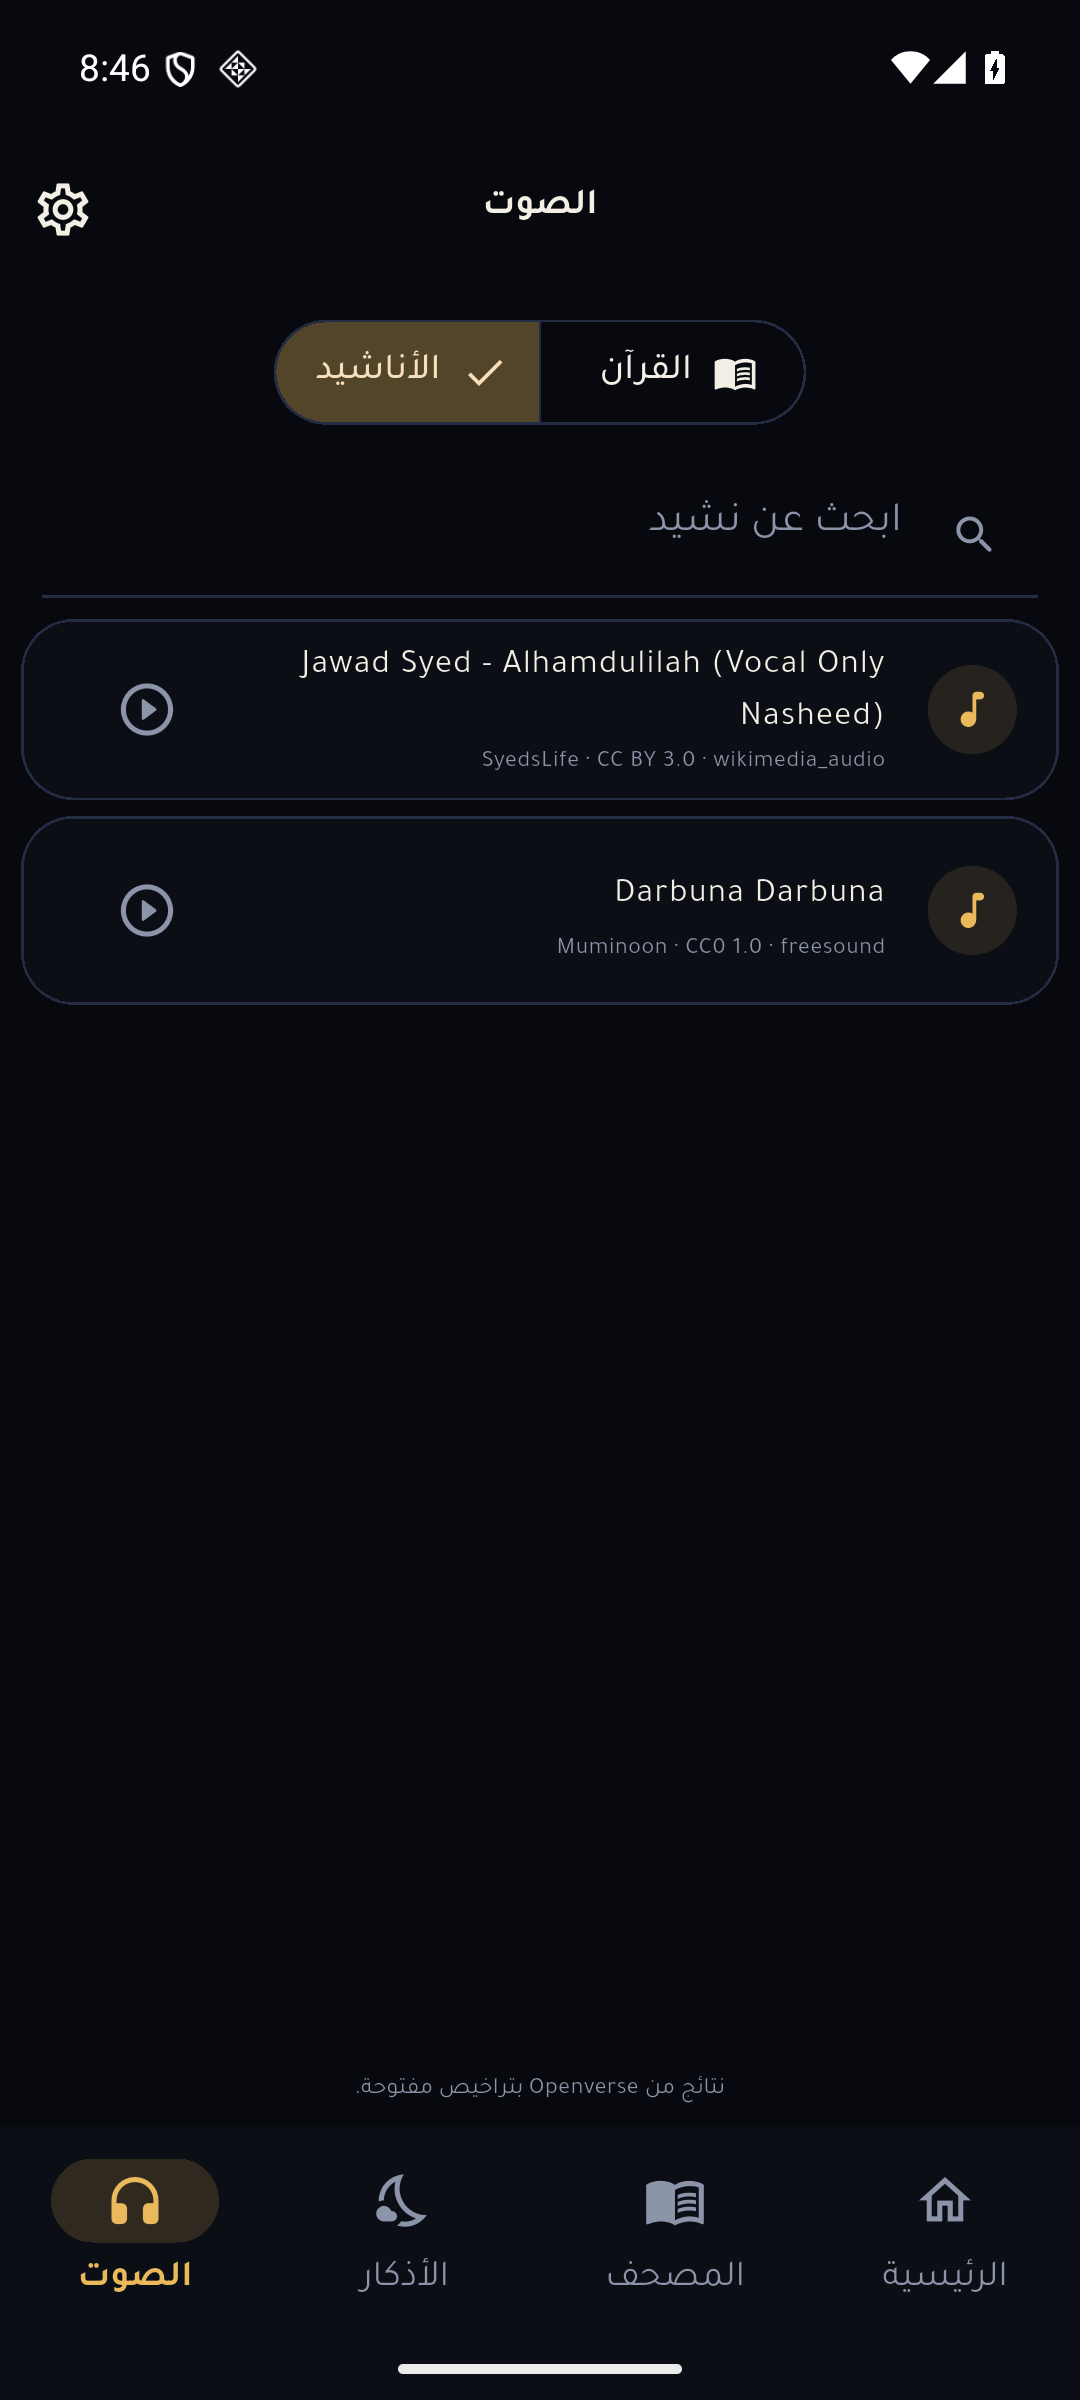 8:46
الصوت
القرآن
الأناشيد
ابحث عن نشيد
Jawad Syed - Alhamdulilah (Vocal Only
Nasheed)
SyedsLife · CC BY 3.0 · wikimedia_audio
Darbuna Darbuna
Muminoon · CC0 1.0 · freesound
نتائج من Openverse بتراخيص مفتوحة.
الرئيسية
المصحف
الأذكار
الصوت